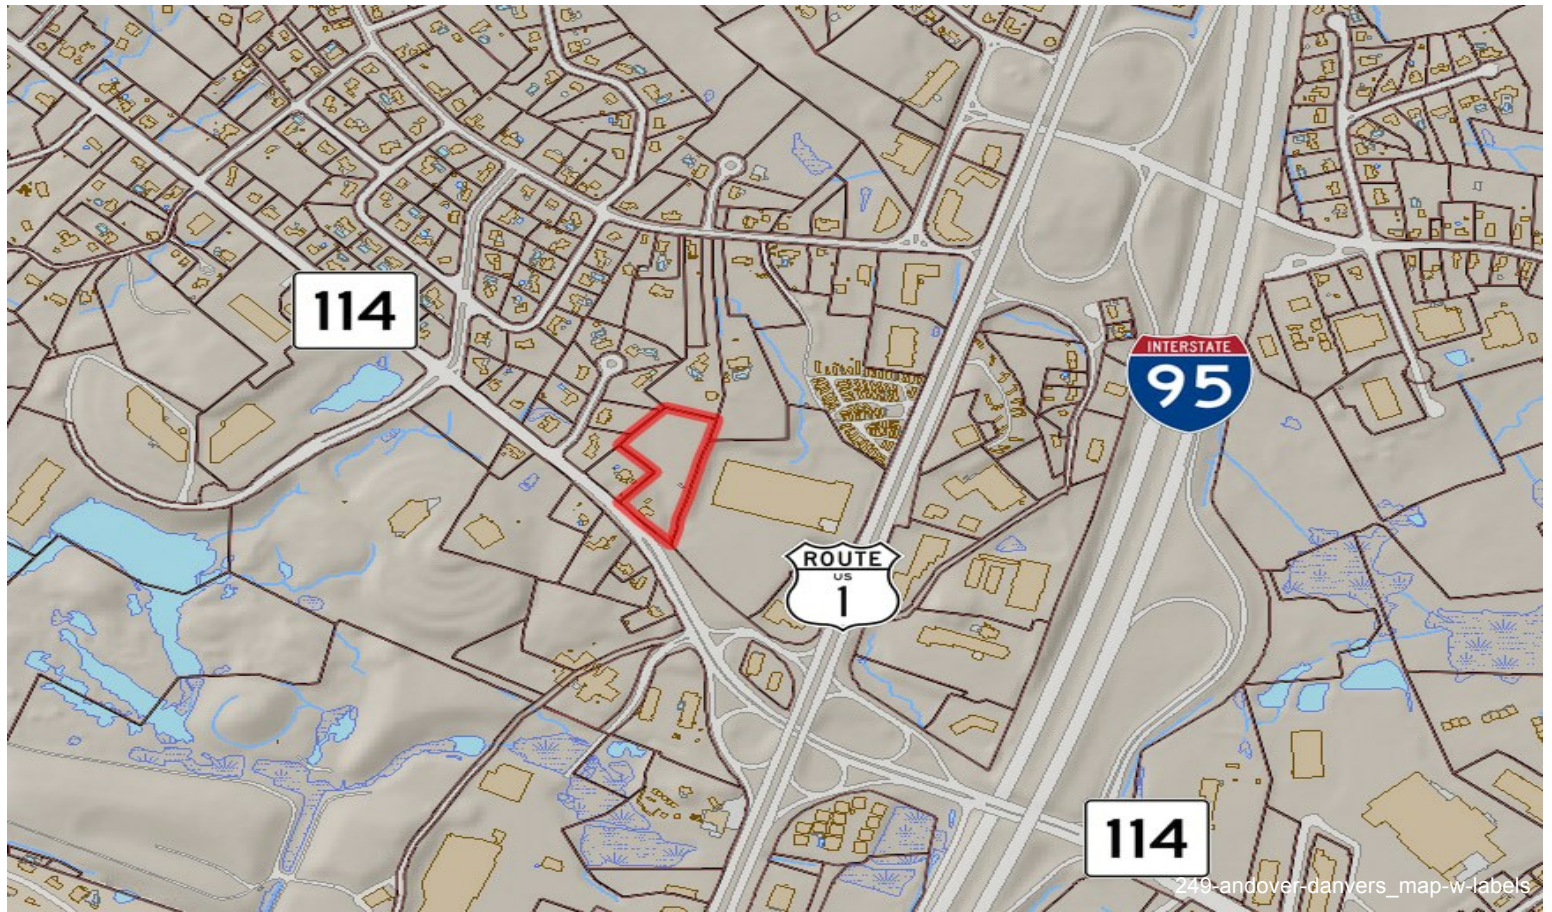 114
INTERSTATE
95
ROUTE
US
1
114
249-andover-danvers_map-w-labels